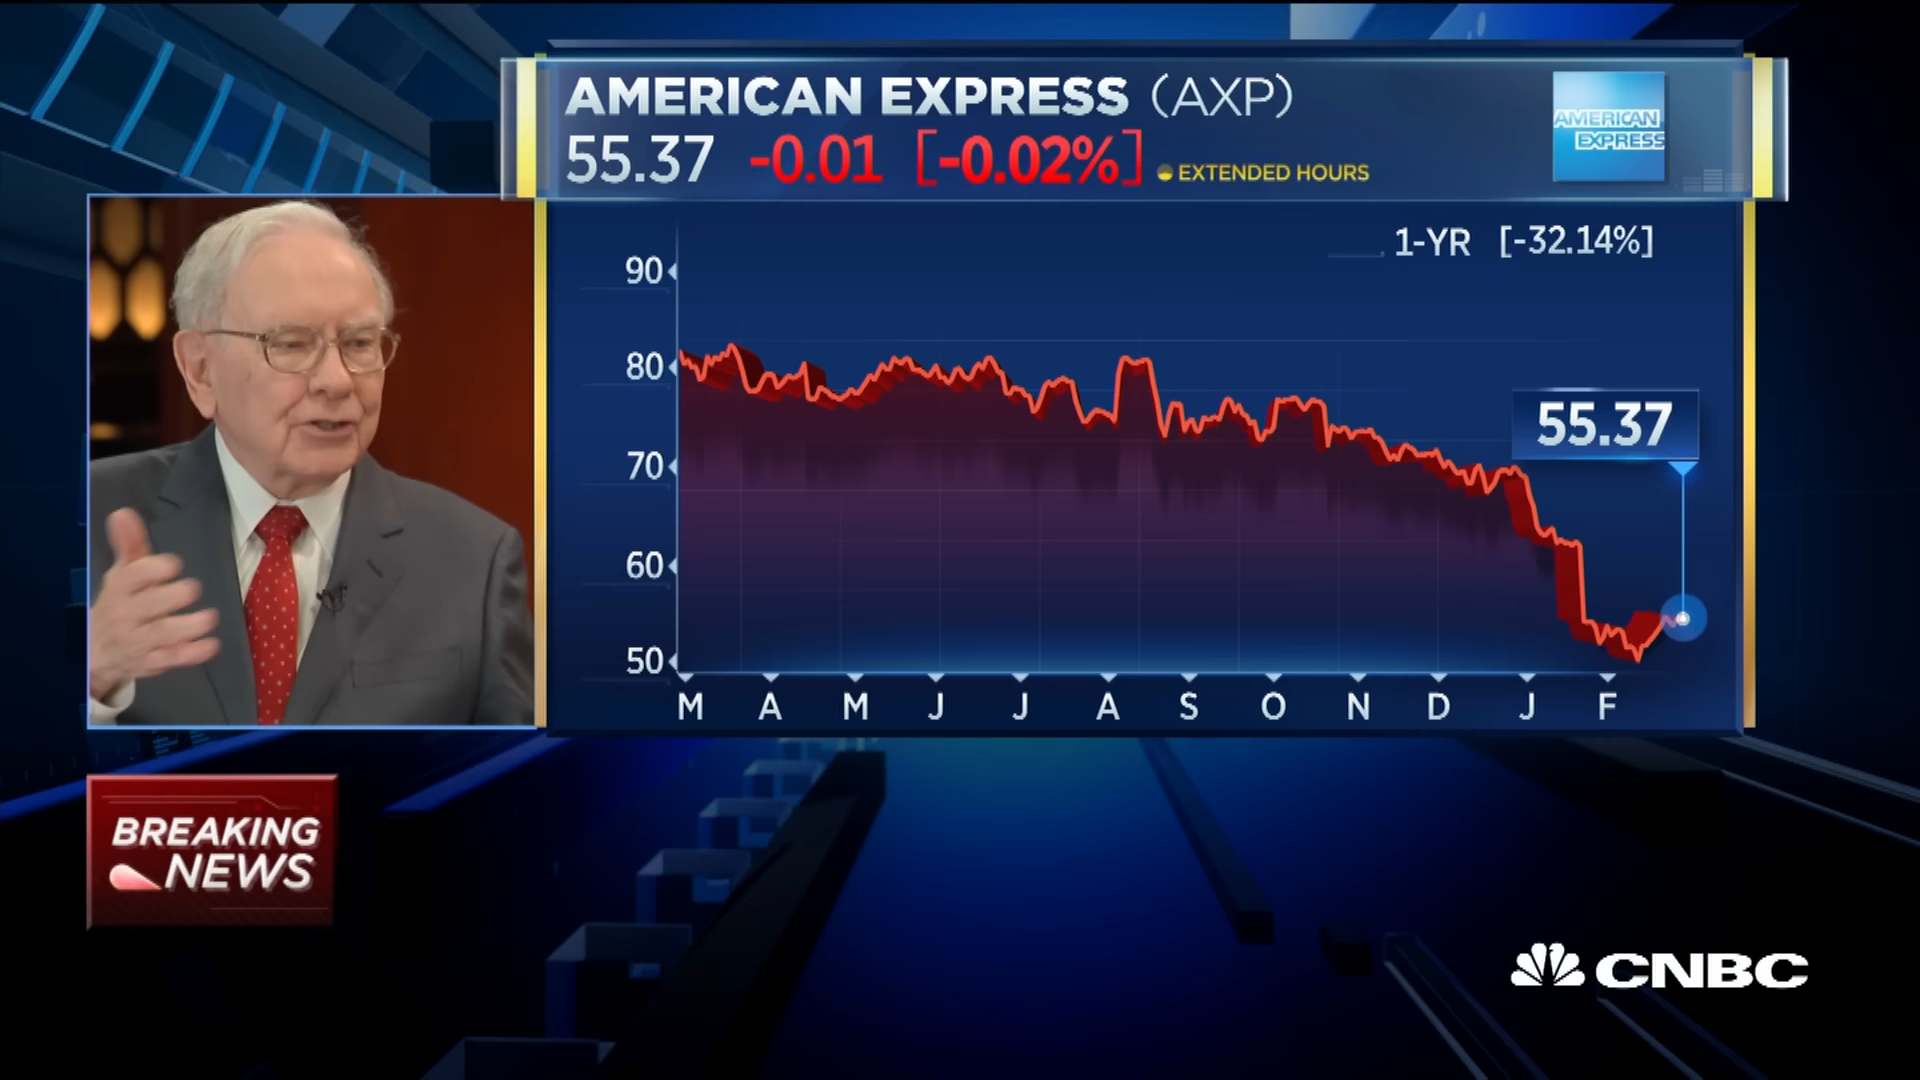 AMERICAN EXPRESS (AXP)
55.37 -0.01 [-0.02%] EXTENDED HOURS
AMERICAN
EXPRESS
1-YR [-32.14%]
90
80
70
60
50
55.37
M A M J J A S O N D J F
BREAKING
NEWS
CNBC